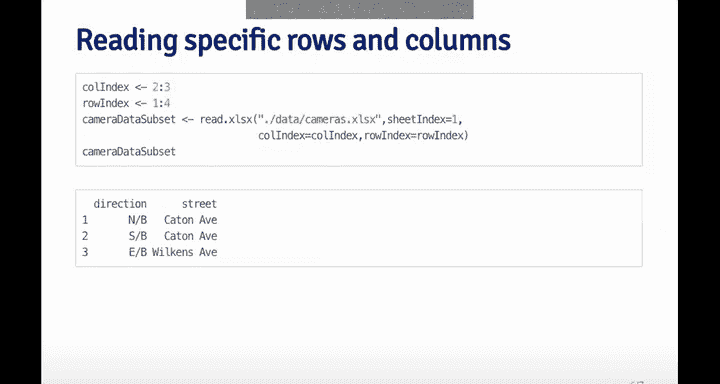 Reading specific rows and columns
colIndex <- 2:3
rowIndex <- 1:4
cameraDataSubset <- read.xlsx("./data/cameras.xlsx",sheetIndex=1,
colIndex=colIndex,rowIndex=rowIndex)
cameraDataSubset
direction street
1 N/B Caton Ave
2 S/B Caton Ave
3 E/B Wilkens Ave